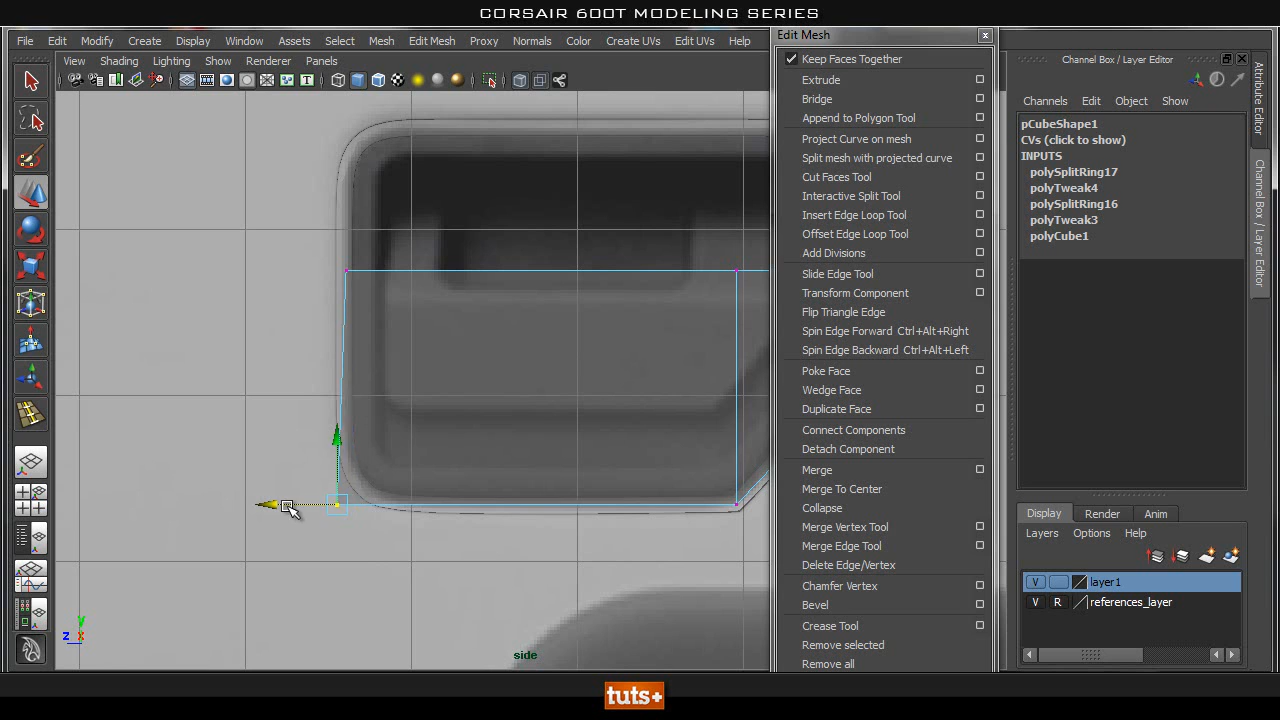 CORSAIR 600T MODELING SERIES
File Edit Modify Create Display Window Assets Select Mesh Edit Mesh Proxy Normals Color Create UVs Edit UVs Help
View Shading Lighting Show Renderer Panels
Edit Mesh
Keep Faces Together
Extrude
Bridge
Append to Polygon Tool
Project Curve on mesh
Split mesh with projected curve
Cut Faces Tool
Interactive Split Tool
Insert Edge Loop Tool
Offset Edge Loop Tool
Add Divisions
Slide Edge Tool
Transform Component
Flip Triangle Edge
Spin Edge Forward Ctrl+Alt+Right
Spin Edge Backward Ctrl+Alt+Left
Poke Face
Wedge Face
Duplicate Face
Connect Components
Detach Component
Merge
Merge To Center
Collapse
Merge Vertex Tool
Merge Edge Tool
Delete Edge/Vertex
Chamfer Vertex
Bevel
Crease Tool
Remove selected
Remove all
Channel Box / Layer Editor
Channels Edit Object Show
pCubeShape1
CVs (click to show)
INPUTS
polySplitRing17
polyTweak4
polySplitRing16
polyTweak3
polyCube1
Attribute Editor
Channel Box / Layer Editor
Display Render Anim
Layers Options Help
V layer1
V R references_layer
y
z x
side
tuts+